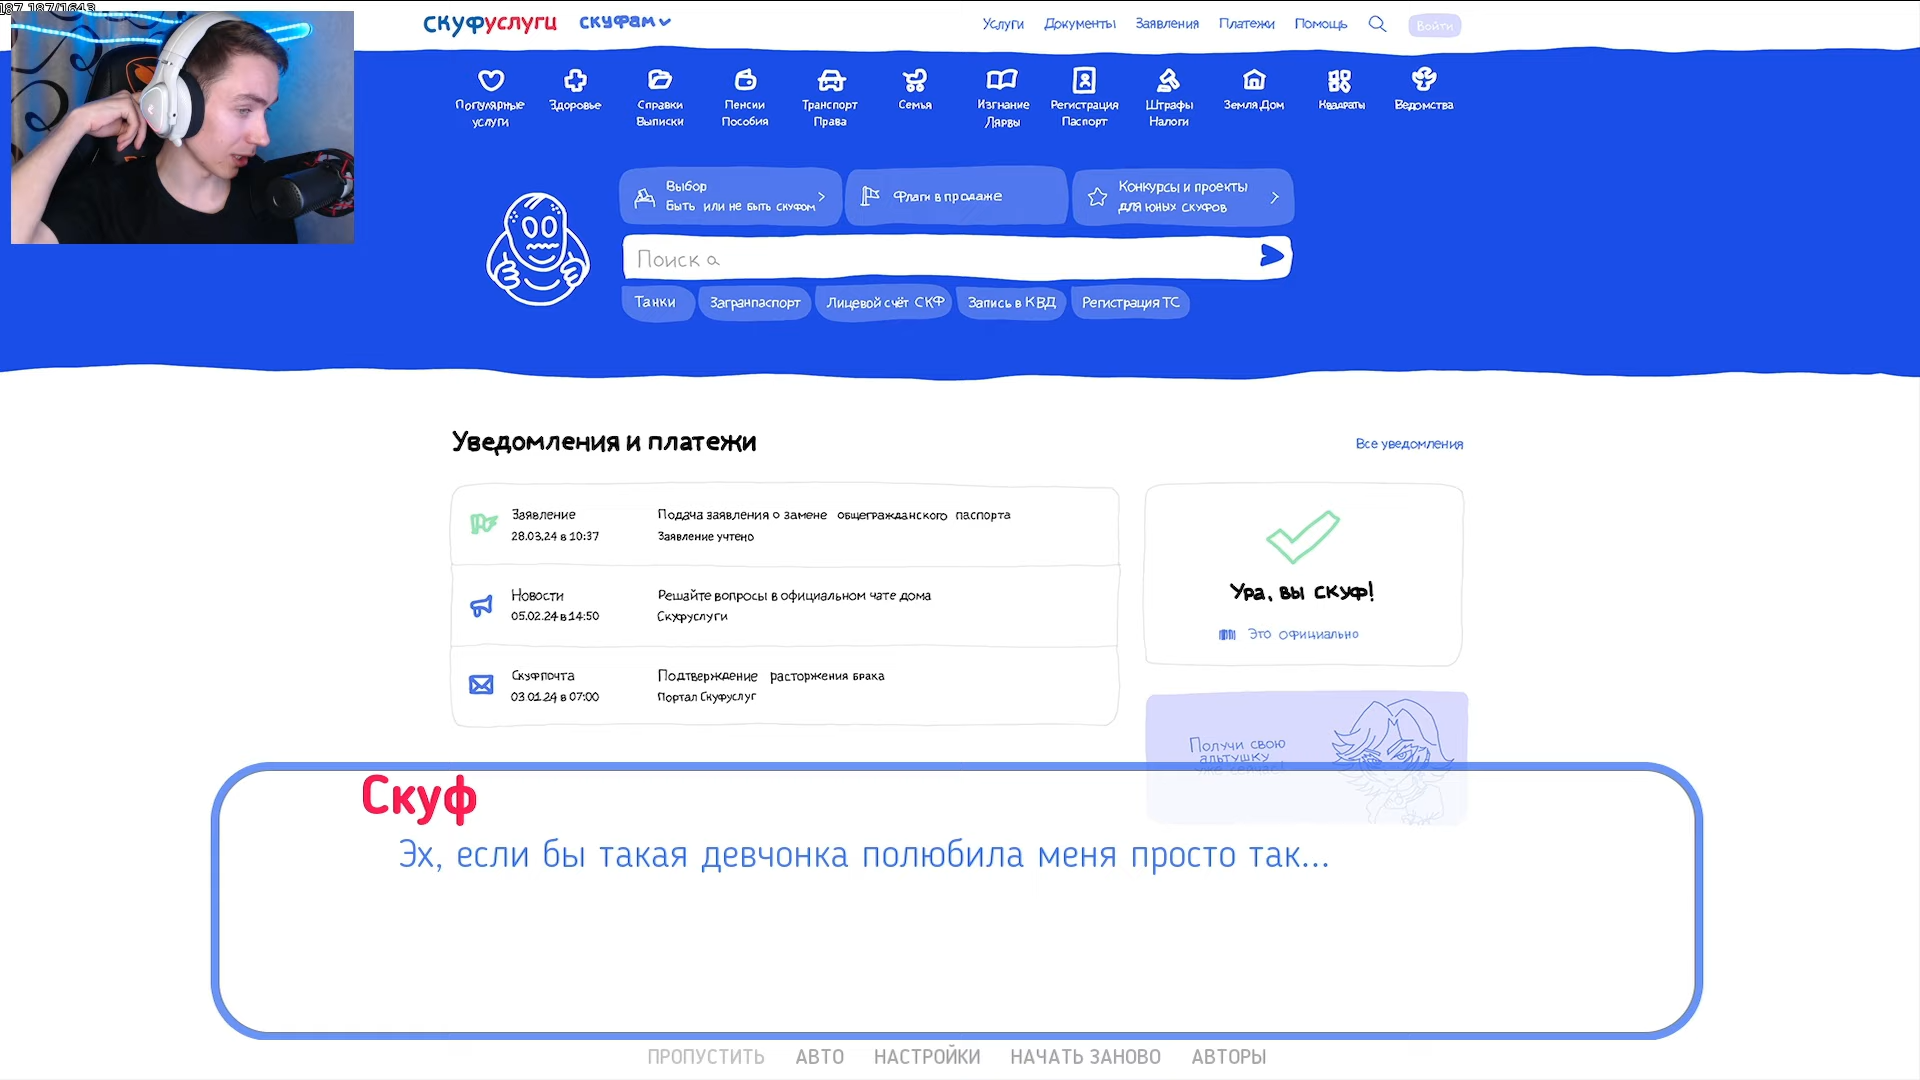 187 187/1643
скуфуслуги скуфам
Услуги Документы Заявления Платежи Помощь Войти
Популярные услуги
Здоровье
Справки Выписки
Пенсии Пособия
Транспорт Права
Семья
Изгнание Лярвы
Регистрация Паспорт
Штрафы Налоги
Земля Дом
Квадраты
Ведомства
Выбор
Быть или не быть скуфом
Флаги в продаже
Конкурсы и проекты
для юных скуфов
Поиск а
Танки Загранпаспорт Лицевой счёт СКФ Запись в КВД Регистрация ТС
Уведомления и платежи
Все уведомления
Заявление
28.03.24 в 10:37
Подача заявления о замене общегражданского паспорта
Заявление учтено
Новости
05.02.24 в 14:50
Решайте вопросы в официальном чате дома
Скуфуслуги
Скуфпочта
03.01.24 в 07:00
Подтверждение расторжения брака
Портал Скуфуслуг
Ура, вы скуф!
Это официально
Получи свою
альтушку
уже сейчас!
Скуф
Эх, если бы такая девчонка полюбила меня просто так...
ПРОПУСТИТЬ АВТО НАСТРОЙКИ НАЧАТЬ ЗАНОВО АВТОРЫ